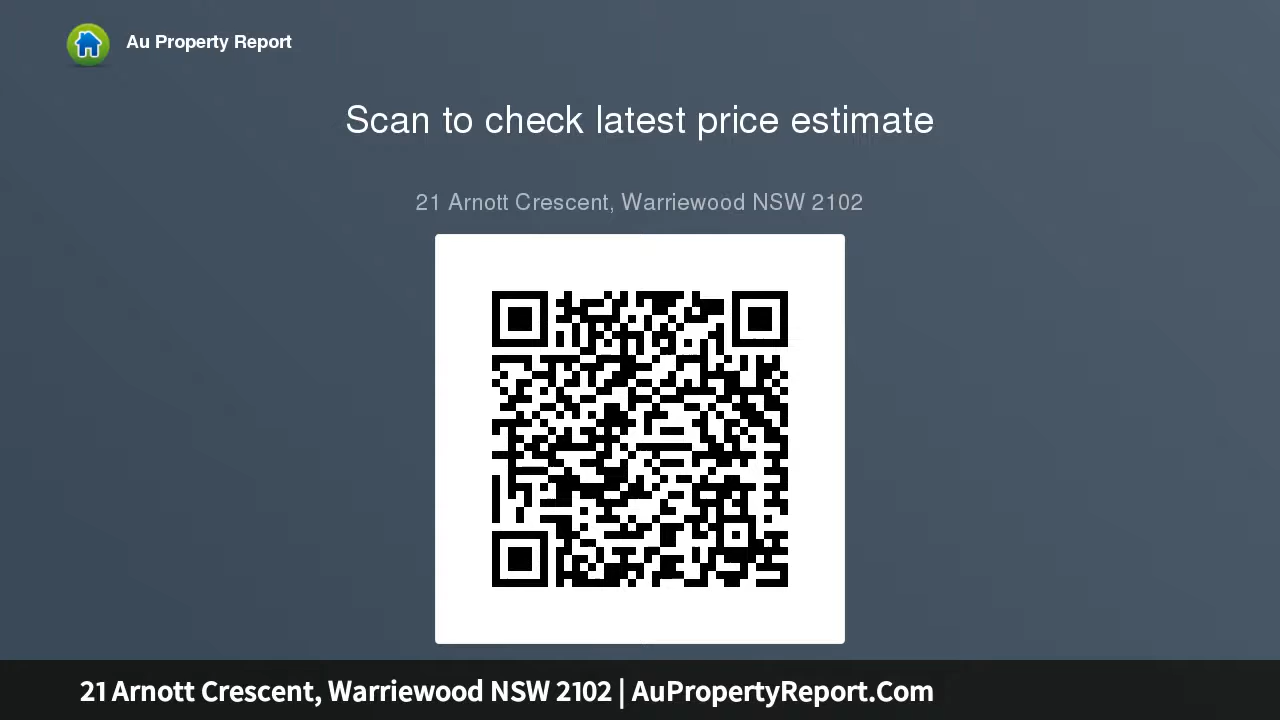 Au Property Report
Scan to check latest price estimate
21 Arnott Crescent, Warriewood NSW 2102
21 Arnott Crescent, Warriewood NSW 2102 | AuPropertyReport.Com